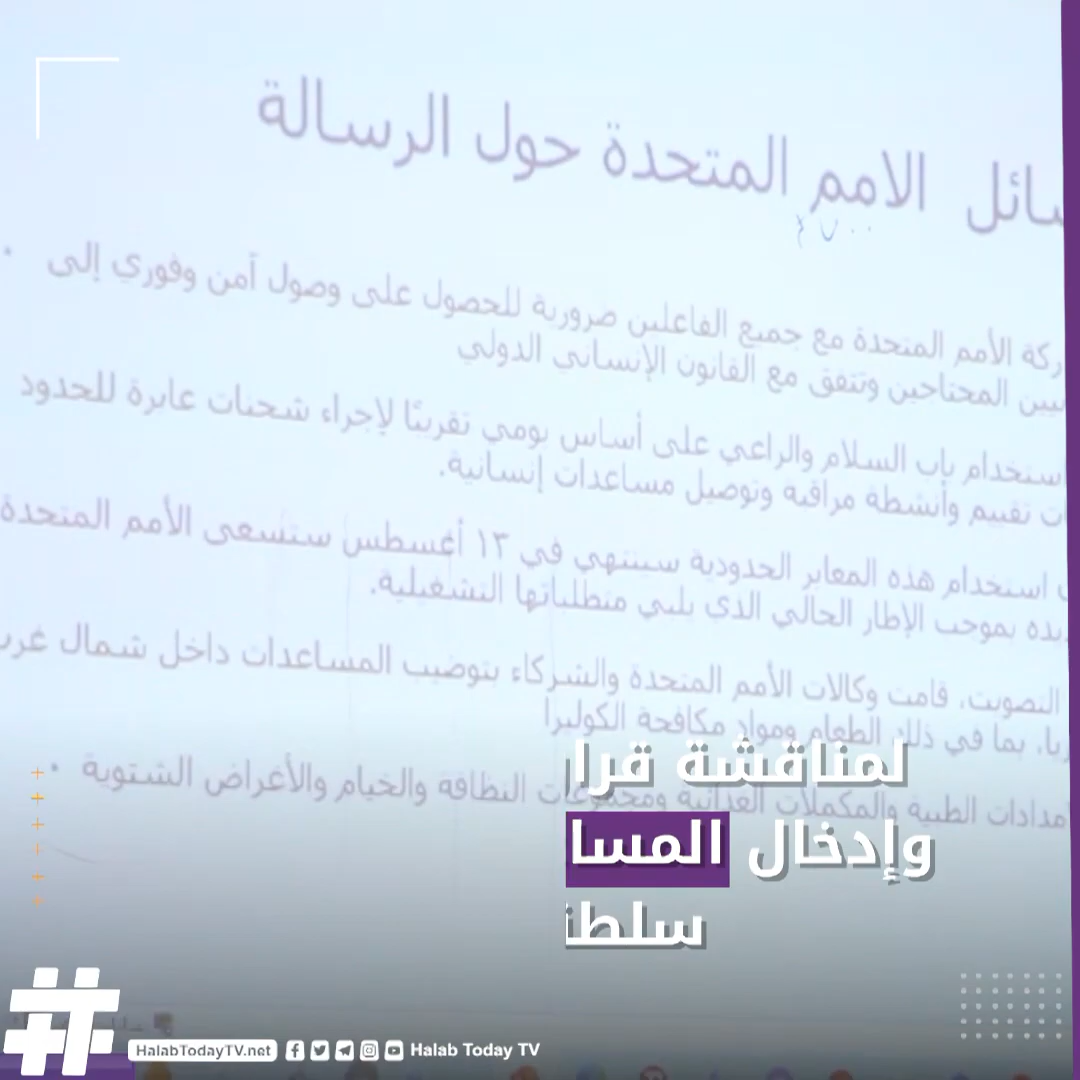 الامم المتحدة حول الرسالة
٤٧٠٠
الأمم المتحدة مع جميع الفاعلين ضرورية للحصول على وصول آمن وفوري إلى
المحتاجين وتتفق مع القانون الإنساني الدولي
استخدام باب السلام والراعي على أساس يومي تقريبًا لإجراء شحنات عابرة للحدود
تقييم وأنشطة مراقبة وتوصيل مساعدات إنسانية.
استخدام هذه المعابر الحدودية سينتهي في ١٣ أغسطس ستسعى الأمم المتحدة
بموجب الإطار الحالي الذي يلبي متطلباتها التشغيلية.
التصويت، قامت وكالات الأمم المتحدة والشركاء بتوضيب المساعدات داخل شمال
بما في ذلك الطعام ومواد مكافحة الكوليرا
الطبية والمكملات الغذائية ومجموعات النظافة والخيام والأغراض الشتوية
لمناقشة قرا
وإدخال المسا
سلطة
HalabTodayTV.net Halab Today TV